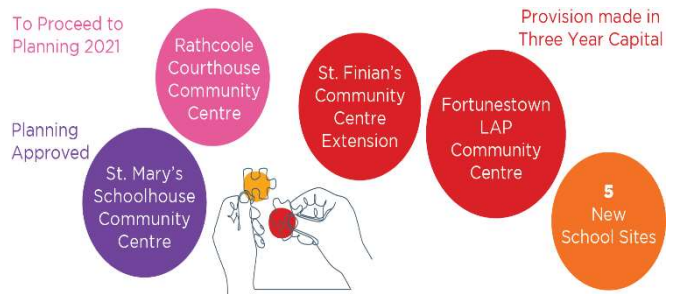 To Proceed to
Planning 2021
Rathcoole
Courthouse
Community
Centre
Planning
Approved
St. Mary's
Schoolhouse
Community
Centre
St. Finian's
Community
Centre
Extension
Provision made in
Three Year Capital
Fortunestown
LAP
Community
Centre
5
New
School Sites